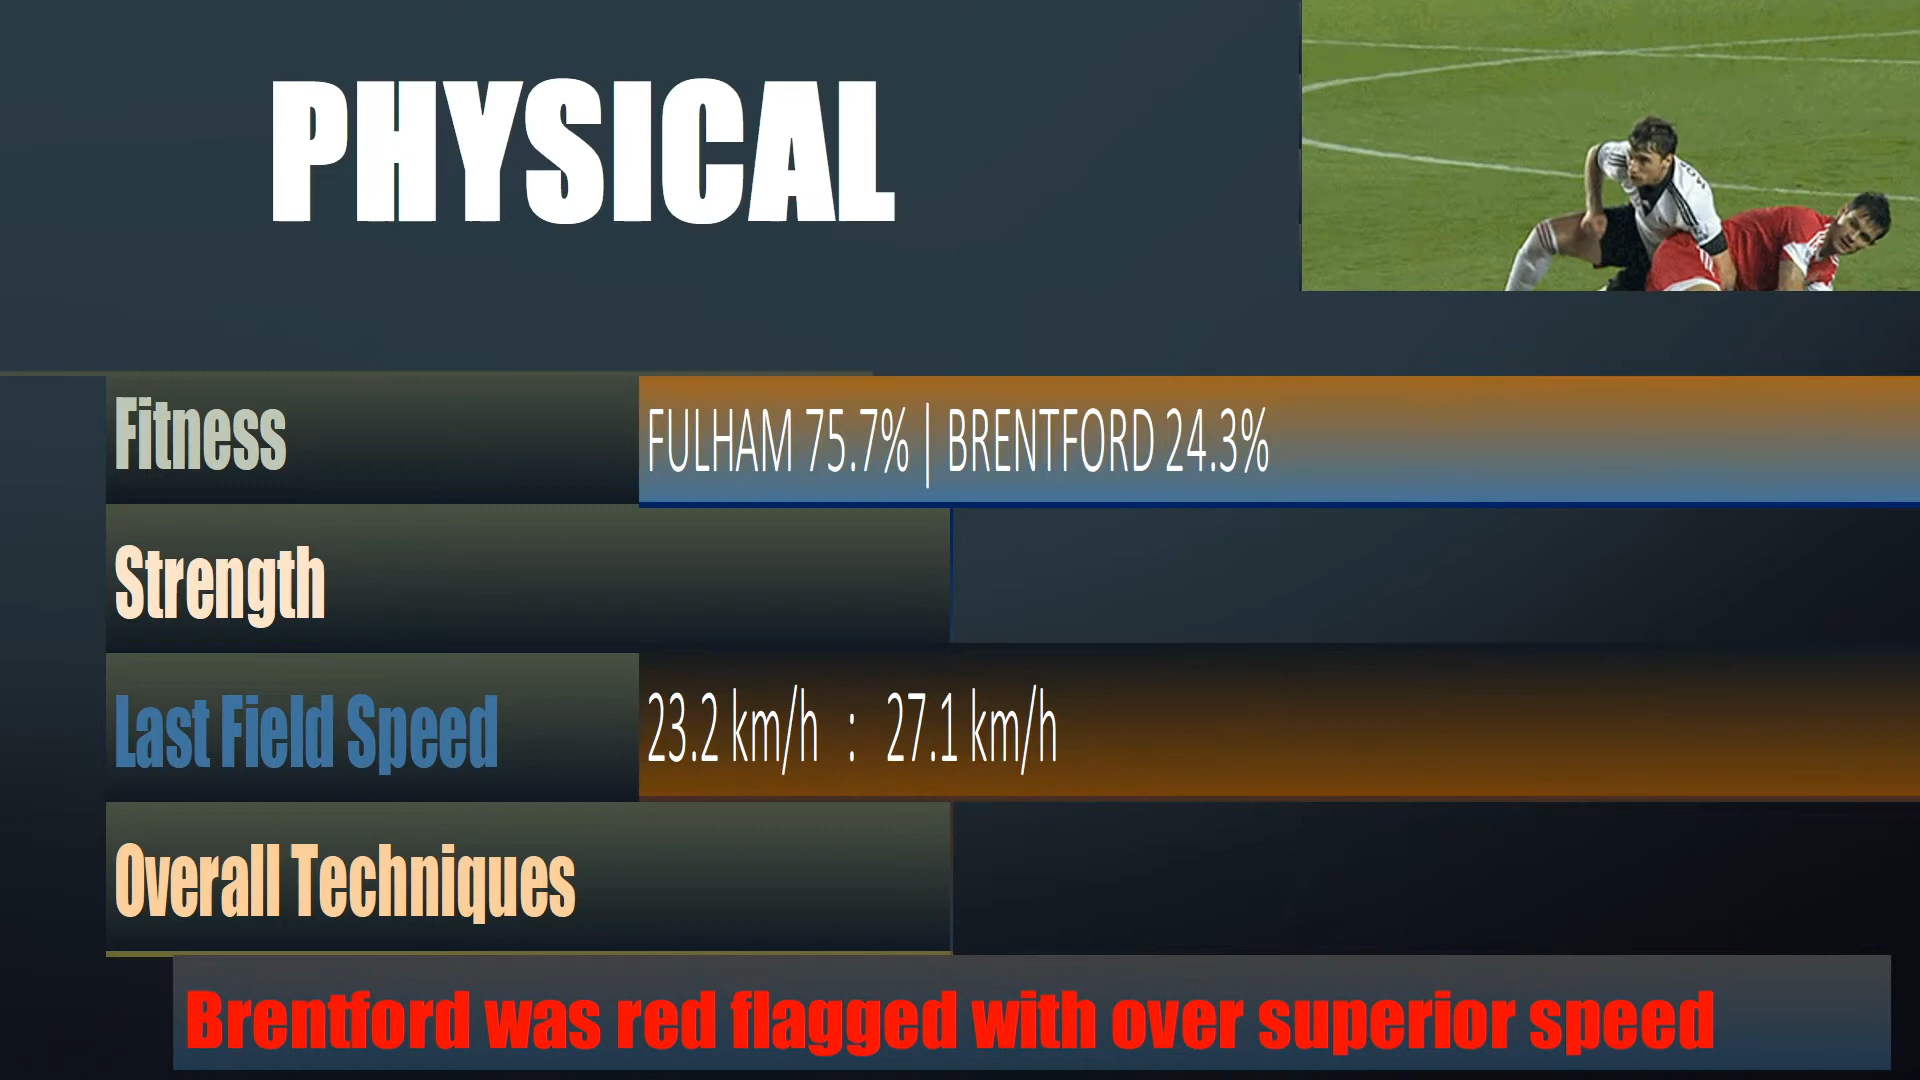 PHYSICAL
Fitness
FULHAM 75.7% | BRENTFORD 24.3%
Strength
Last Field Speed
23.2 km/h : 27.1 km/h
Overall Techniques
Brentford was red flagged with over superior speed